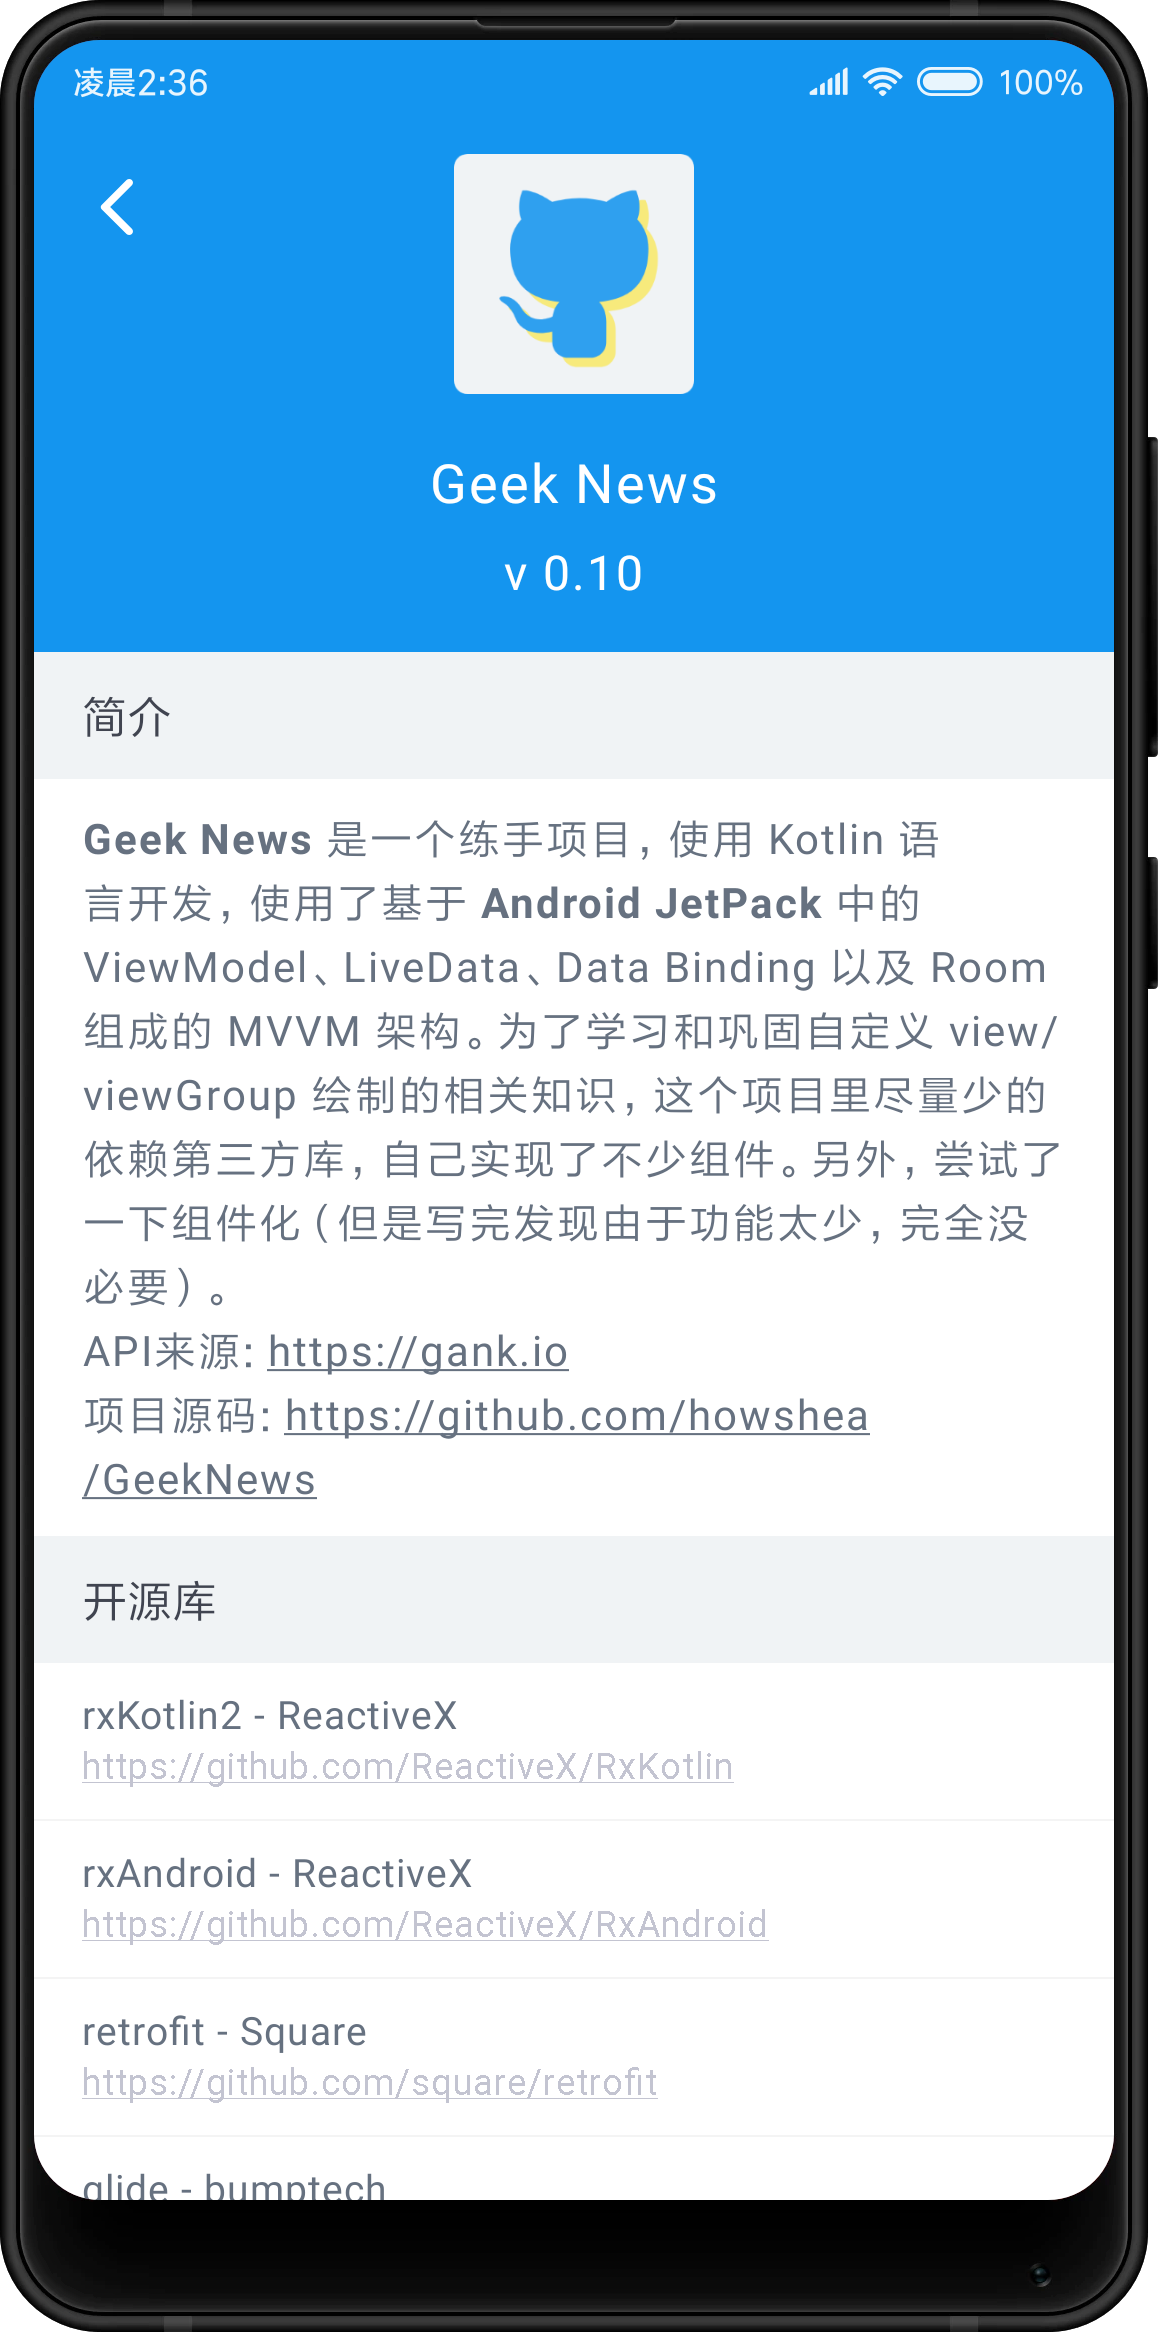 凌晨2:36
100%
Geek News
v 0.10
简介
Geek News 是一个练手项目，使用 Kotlin 语
言开发，使用了基于 Android JetPack 中的
ViewModel、LiveData、Data Binding 以及 Room
组成的 MVVM 架构。为了学习和巩固自定义 view/
viewGroup 绘制的相关知识，这个项目里尽量少的
依赖第三方库，自己实现了不少组件。另外，尝试了
一下组件化（但是写完发现由于功能太少，完全没
必要）。
API来源：https://gank.io
项目源码：https://github.com/howshea
/GeekNews
开源库
rxKotlin2 - ReactiveX
https://github.com/ReactiveX/RxKotlin
rxAndroid - ReactiveX
https://github.com/ReactiveX/RxAndroid
retrofit - Square
https://github.com/square/retrofit
glide - bumptech